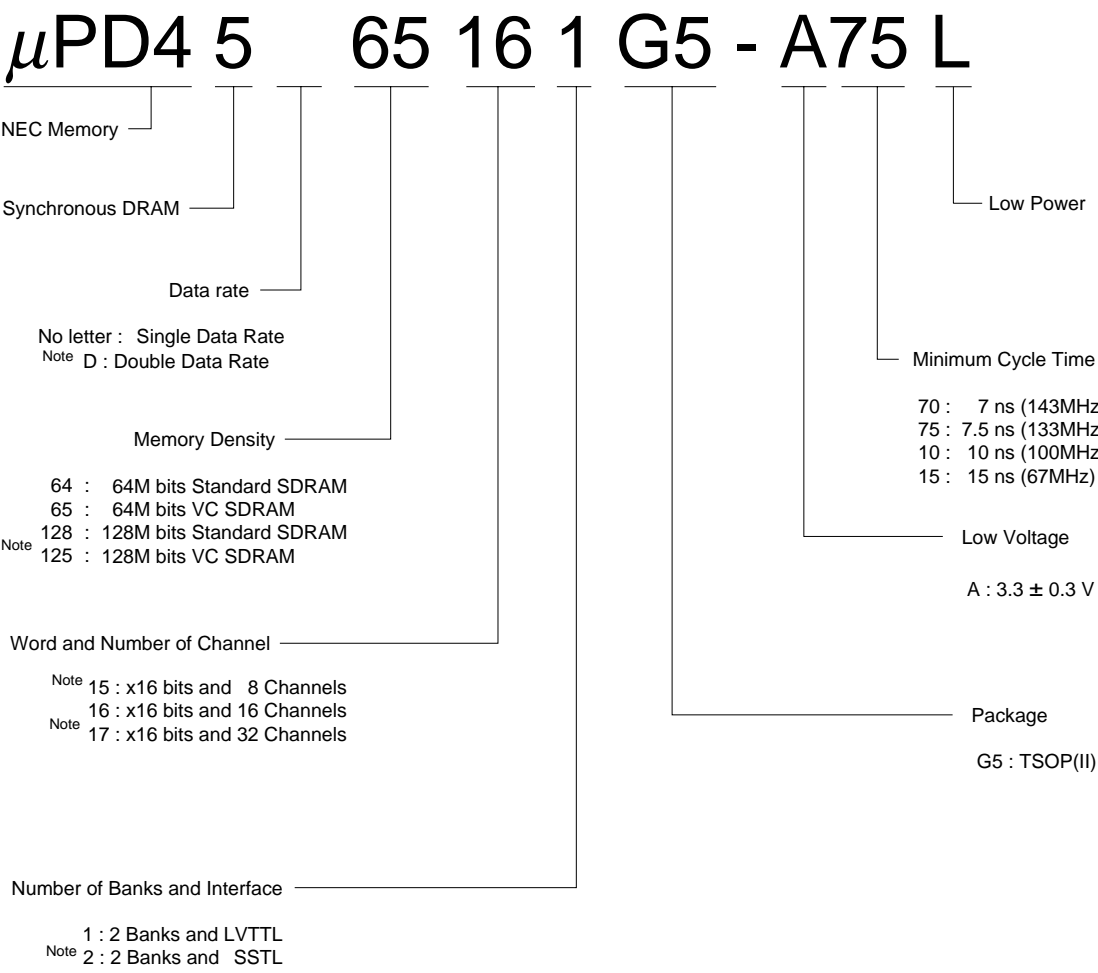 μPD4 5 65 16 1 G5 - A75 L
NEC Memory
Synchronous DRAM
Low Power
Data rate
No letter : Single Data Rate
Note D : Double Data Rate
Minimum Cycle Time
70 : 7 ns (143MHz
75 : 7.5 ns (133MHz
10 : 10 ns (100MHz
15 : 15 ns (67MHz)
Memory Density
64 : 64M bits Standard SDRAM
65 : 64M bits VC SDRAM
128 : 128M bits Standard SDRAM
Note 125 : 128M bits VC SDRAM
Low Voltage
A : 3.3 ± 0.3 V
Word and Number of Channel
Note 15 : x16 bits and 8 Channels
16 : x16 bits and 16 Channels
Note 17 : x16 bits and 32 Channels
Package
G5 : TSOP(II)
Number of Banks and Interface
1 : 2 Banks and LVTTL
Note 2 : 2 Banks and SSTL